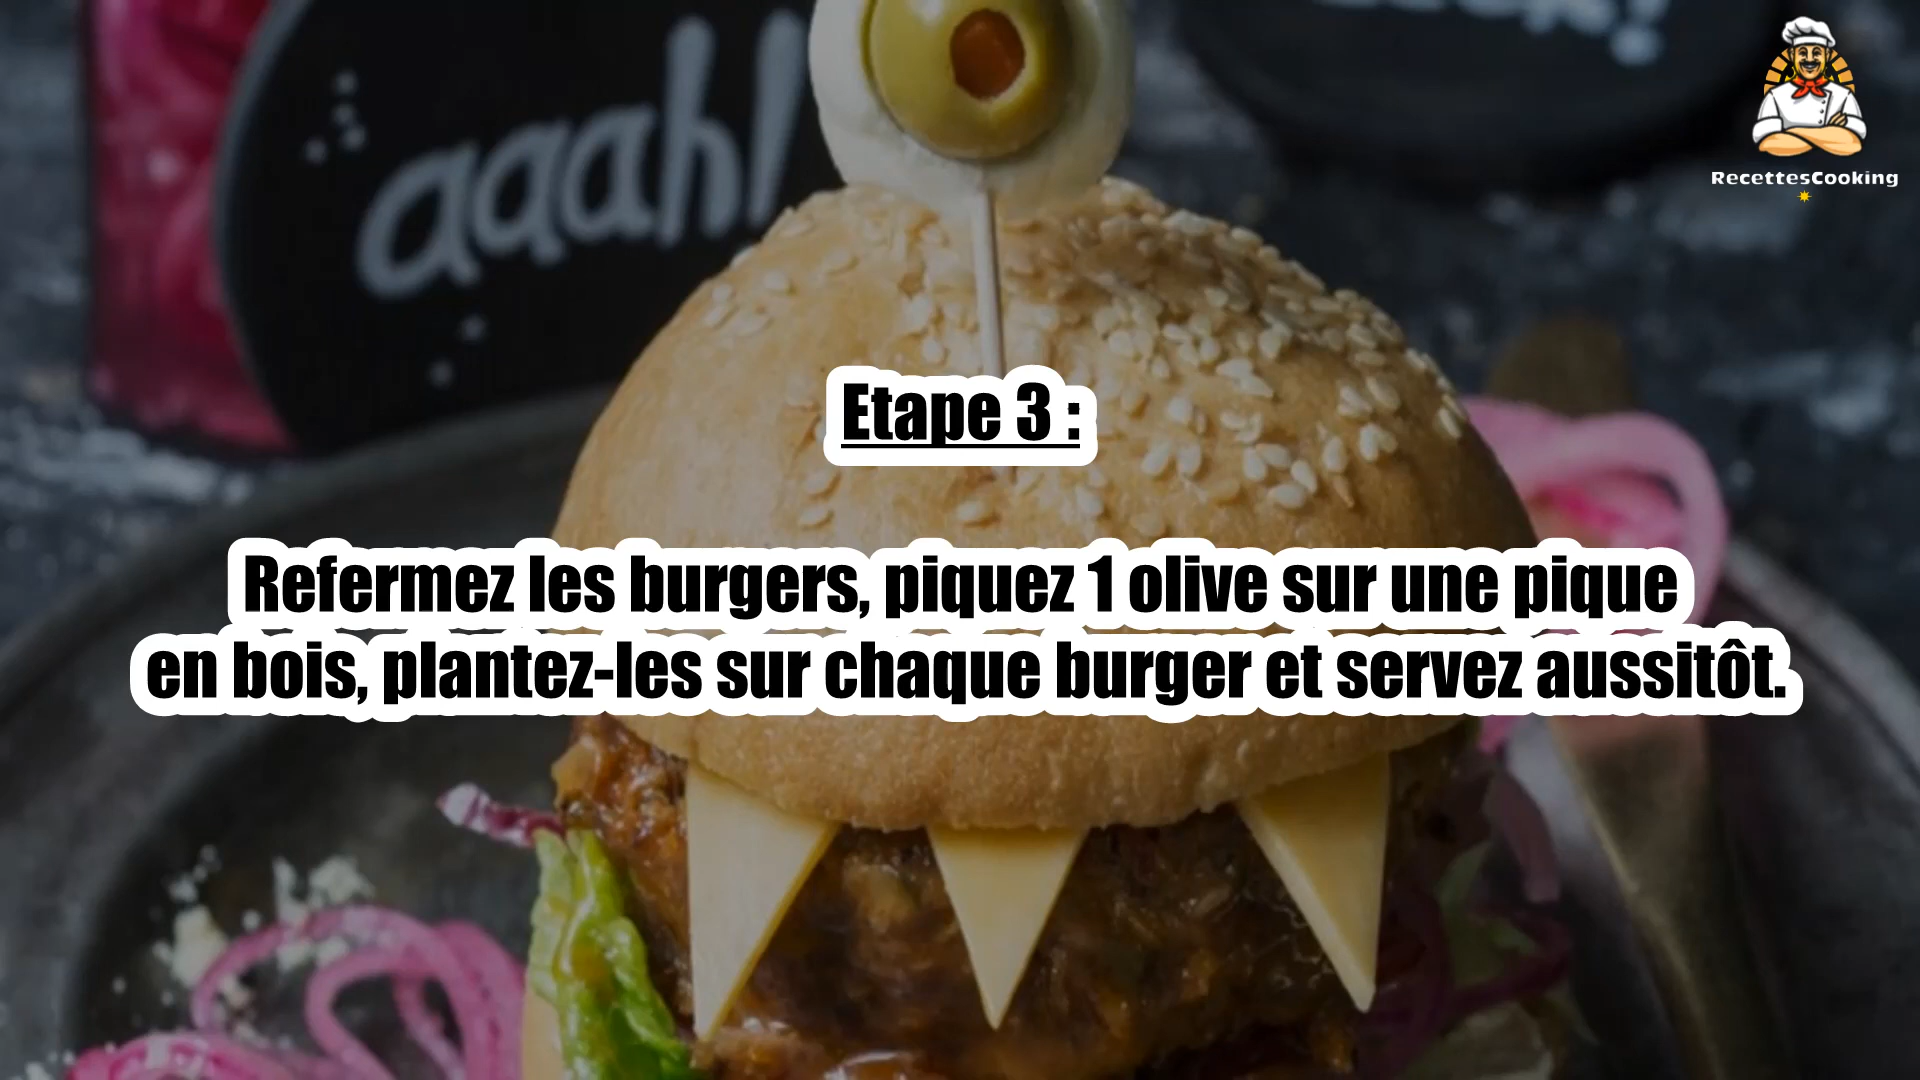 aaah!
RecettesCooking
Etape 3 :
Refermez les burgers, piquez 1 olive sur une pique
en bois, plantez-les sur chaque burger et servez aussitôt.